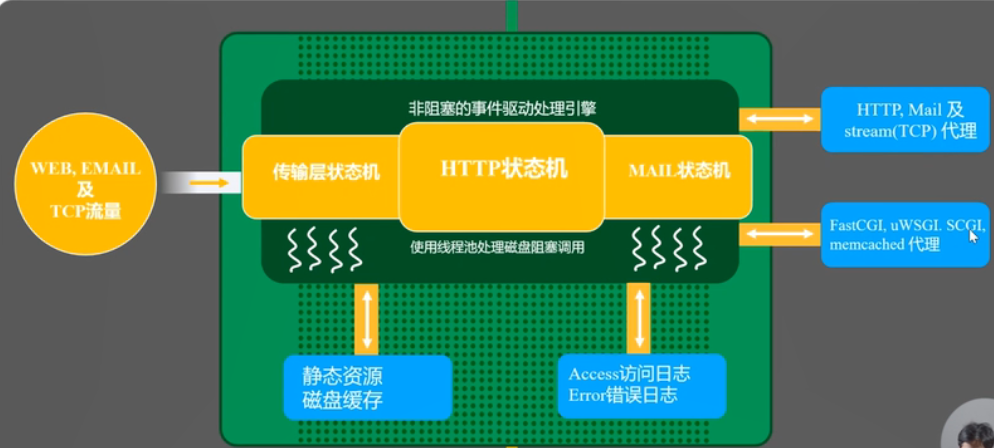 WEB, EMAIL
及
TCP流量
非阻塞的事件驱动处理引擎
传输层状态机
HTTP状态机
MAIL状态机
使用线程池处理磁盘阻塞调用
静态资源
磁盘缓存
Access访问日志
Error错误日志
HTTP, Mail 及
stream(TCP) 代理
FastCGI, uWSGI. SCGI,
memcached 代理